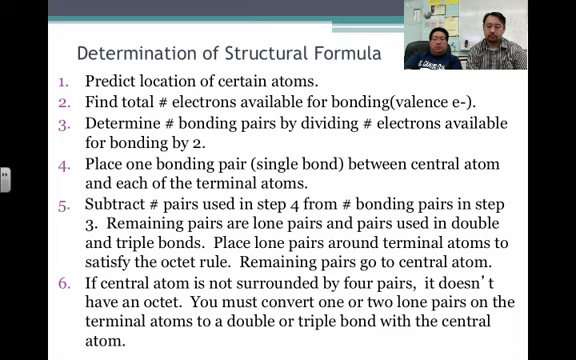 Determination of Structural Formula
1. Predict location of certain atoms.
2. Find total # electrons available for bonding(valence e-).
3. Determine # bonding pairs by dividing # electrons available
for bonding by 2.
4. Place one bonding pair (single bond) between central atom
and each of the terminal atoms.
5. Subtract # pairs used in step 4 from # bonding pairs in step
3. Remaining pairs are lone pairs and pairs used in double
and triple bonds. Place lone pairs around terminal atoms to
satisfy the octet rule. Remaining pairs go to central atom.
6. If central atom is not surrounded by four pairs, it doesn't
have an octet. You must convert one or two lone pairs on the
terminal atoms to a double or triple bond with the central
atom.